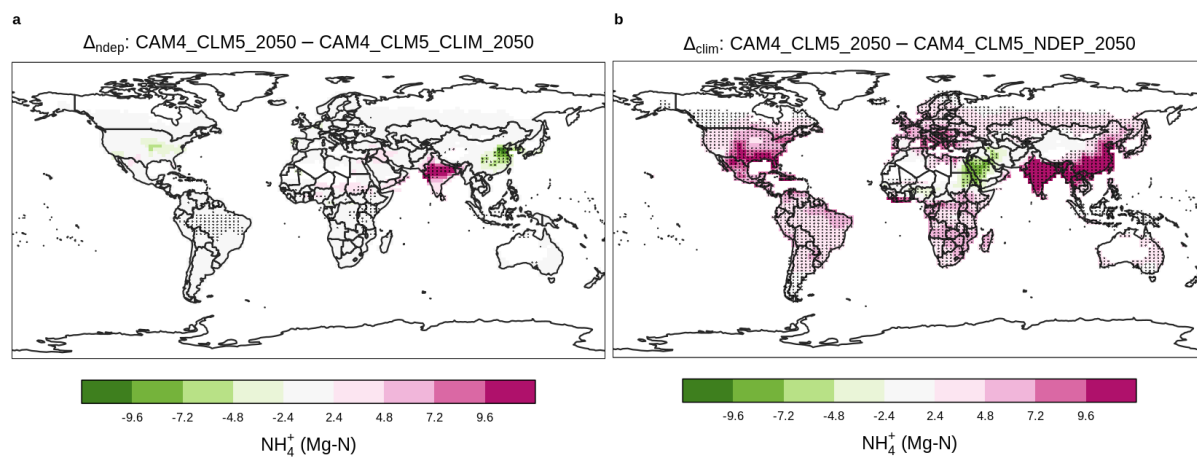 a
Δndep: CAM4_CLM5_2050 – CAM4_CLM5_CLIM_2050
-9.6 -7.2 -4.8 -2.4 2.4 4.8 7.2 9.6
NH₄⁺ (Mg-N)
b
Δclim: CAM4_CLM5_2050 – CAM4_CLM5_NDEP_2050
-9.6 -7.2 -4.8 -2.4 2.4 4.8 7.2 9.6
NH₄⁺ (Mg-N)